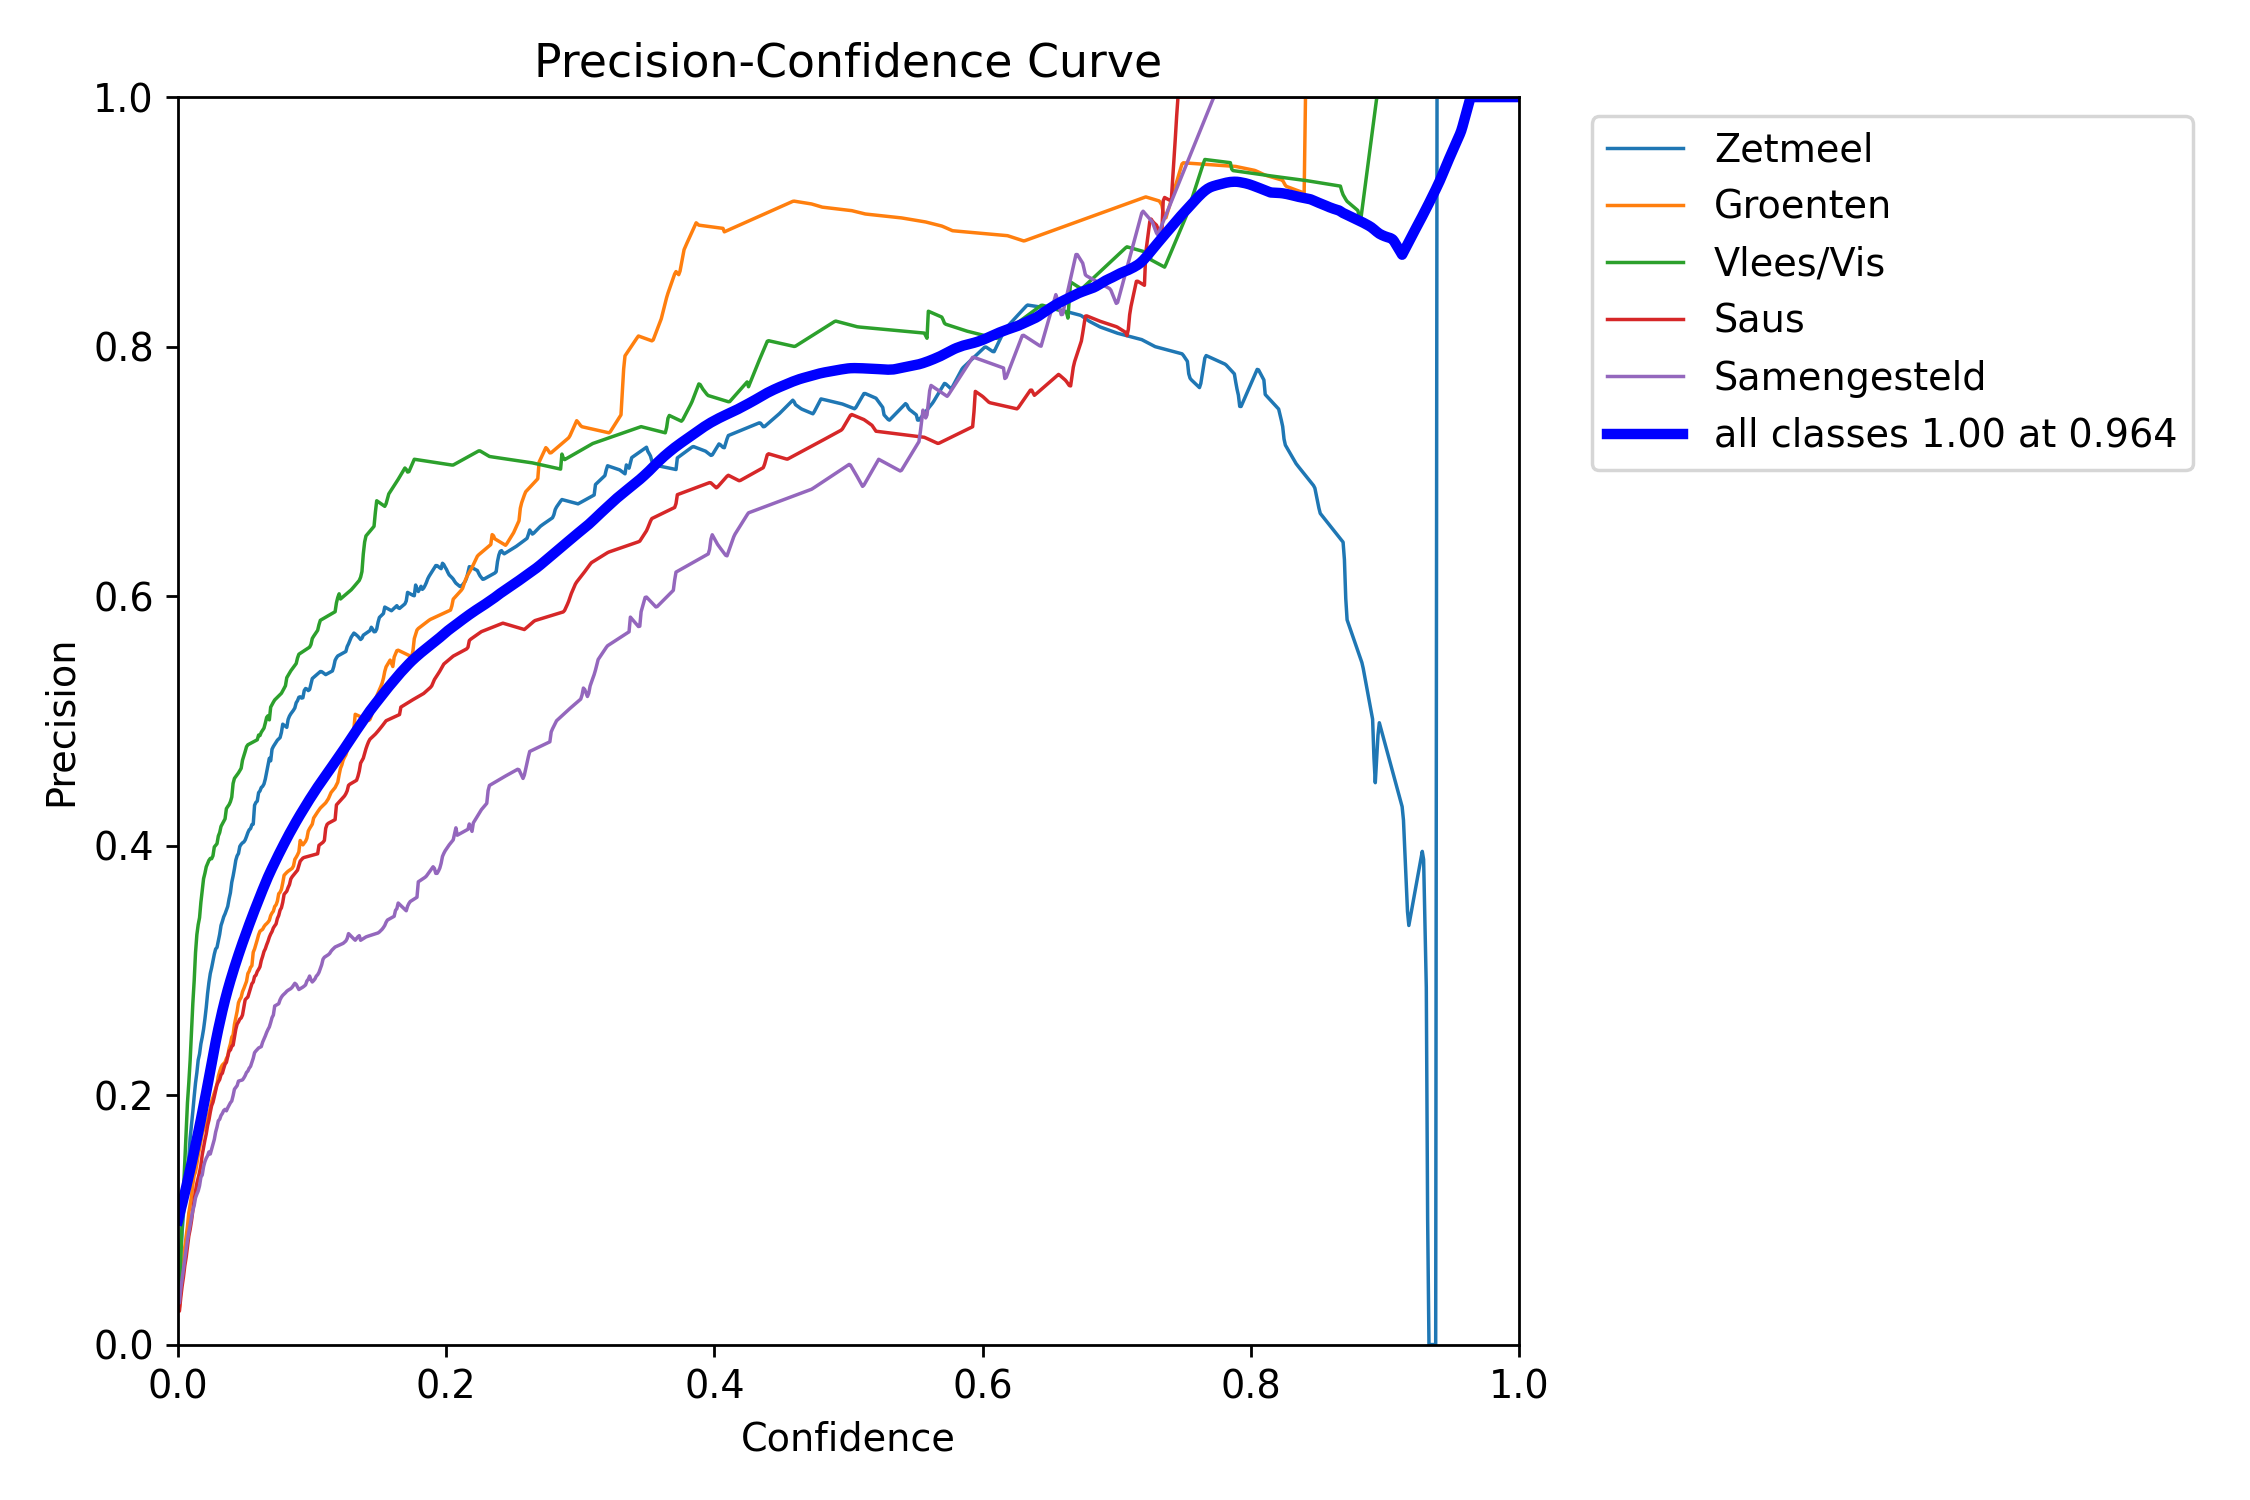 Precision-Confidence Curve
1.0
0.8
0.6
0.4
0.2
0.0
Precision
0.0 0.2 0.4 0.6 0.8 1.0
Confidence
Zetmeel
Groenten
Vlees/Vis
Saus
Samengesteld
all classes 1.00 at 0.964